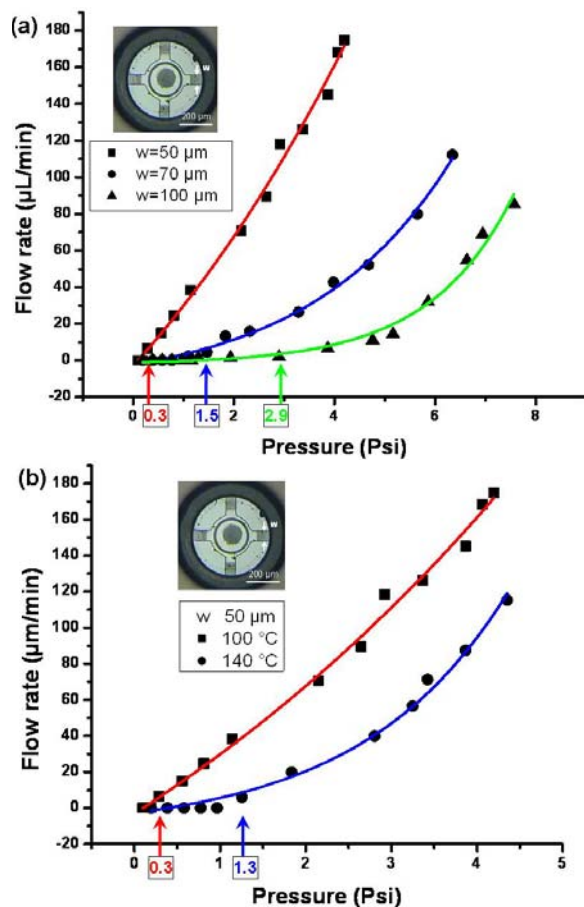 (a)
180
160
140
120
100
80
60
40
20
0
-20
Flow rate (µL/min)
w
200 µm
w=50 µm
w=70 µm
w=100 µm
0 2 4 6 8
0.3 1.5 2.9
Pressure (Psi)
(b)
180
160
140
120
100
80
60
40
20
0
-20
Flow rate (µm/min)
w
200 µm
w 50 µm
100 °C
140 °C
0 1 2 3 4 5
0.3 1.3
Pressure (Psi)